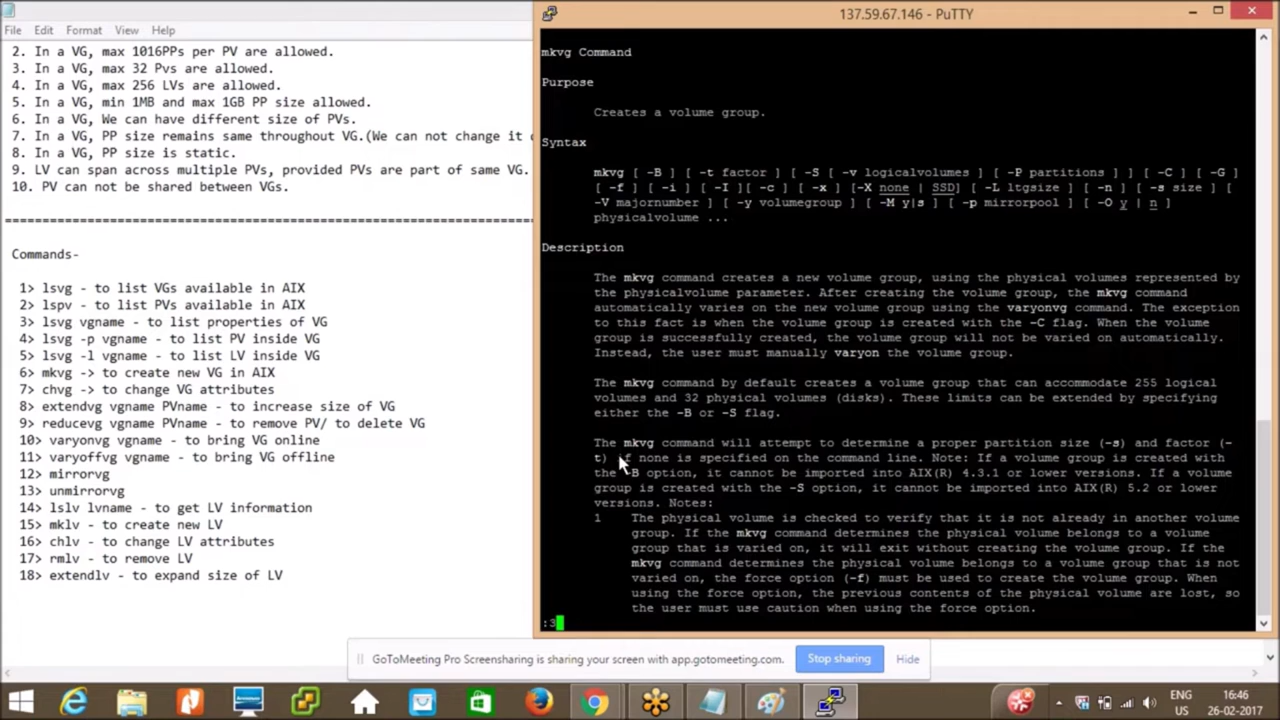 137.59.67.146 - PuTTY
File Edit Format View Help
2. In a VG, max 1016PPs per PV are allowed.
3. In a VG, max 32 Pvs are allowed.
4. In a VG, max 256 LVs are allowed.
5. In a VG, min 1MB and max 1GB PP size allowed.
6. In a VG, We can have different size of PVs.
7. In a VG, PP size remains same throughout VG.(We can not change it
8. In a VG, PP size is static.
9. LV can span across multiple PVs, provided PVs are part of same VG.
10. PV can not be shared between VGs.
Commands-
1> lsvg - to list VGs available in AIX
2> lspv - to list PVs available in AIX
3> lsvg vgname - to list properties of VG
4> lsvg -p vgname - to list PV inside VG
5> lsvg -l vgname - to list LV inside VG
6> mkvg -> to create new VG in AIX
7> chvg -> to change VG attributes
8> extendvg vgname PVname - to increase size of VG
9> reducevg vgname PVname - to remove PV/ to delete VG
10> varyonvg vgname - to bring VG online
11> varyoffvg vgname - to bring VG offline
12> mirrorvg
13> unmirrorvg
14> lslv lvname - to get LV information
15> mklv - to create new LV
16> chlv - to change LV attributes
17> rmlv - to remove LV
18> extendlv - to expand size of LV
mkvg Command
Purpose
Creates a volume group.
Syntax
mkvg [ -B ] [ -t factor ] [ -S [ -v logicalvolumes ] [ -P partitions ] ] [ -C ] [ -G ]
[ -f ] [ -i ] [ -I ][ -c ] [ -x ] [-X none | SSD] [ -L ltgsize ] [ -n ] [ -s size ] [
-V majornumber ] [ -y volumegroup ] [ -M y|s ] [ -p mirrorpool ] [ -O y | n ]
physicalvolume ...
Description
The mkvg command creates a new volume group, using the physical volumes represented by
the physicalvolume parameter. After creating the volume group, the mkvg command
automatically varies on the new volume group using the varyonvg command. The exception
to this fact is when the volume group is created with the -C flag. When the volume
group is successfully created, the volume group will not be varied on automatically.
Instead, the user must manually varyon the volume group.
The mkvg command by default creates a volume group that can accommodate 255 logical
volumes and 32 physical volumes (disks). These limits can be extended by specifying
either the -B or -S flag.
The mkvg command will attempt to determine a proper partition size (-s) and factor (-
t) if none is specified on the command line. Note: If a volume group is created with
the -B option, it cannot be imported into AIX(R) 4.3.1 or lower versions. If a volume
group is created with the -S option, it cannot be imported into AIX(R) 5.2 or lower
versions. Notes:
1 The physical volume is checked to verify that it is not already in another volume
group. If the mkvg command determines the physical volume belongs to a volume
group that is varied on, it will exit without creating the volume group. If the
mkvg command determines the physical volume belongs to a volume group that is not
varied on, the force option (-f) must be used to create the volume group. When
using the force option, the previous contents of the physical volume are lost, so
the user must use caution when using the force option.
:3
GoToMeeting Pro Screensharing is sharing your screen with app.gotomeeting.com. Stop sharing Hide
ENG 16:46
US 26-02-2017